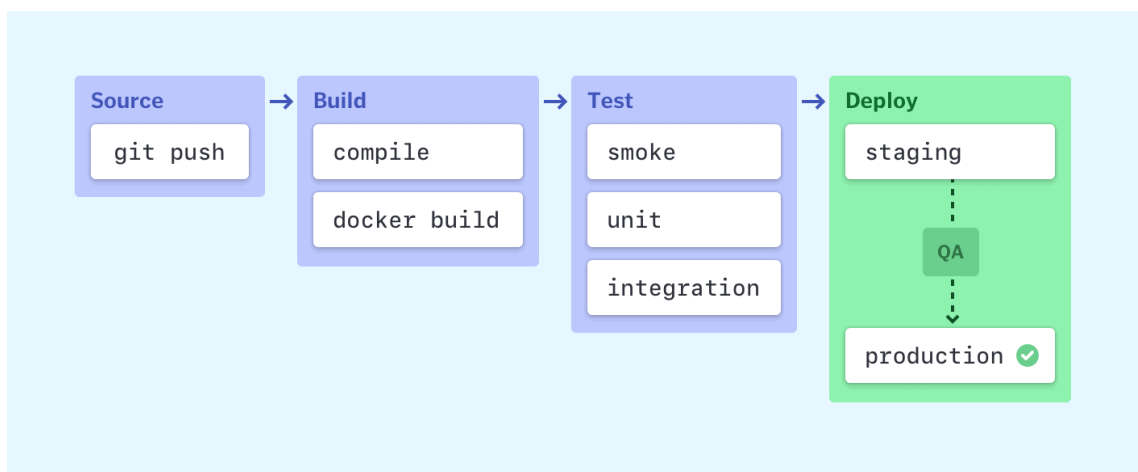 Source
git push
Build
compile
docker build
Test
smoke
unit
integration
Deploy
staging
QA
production